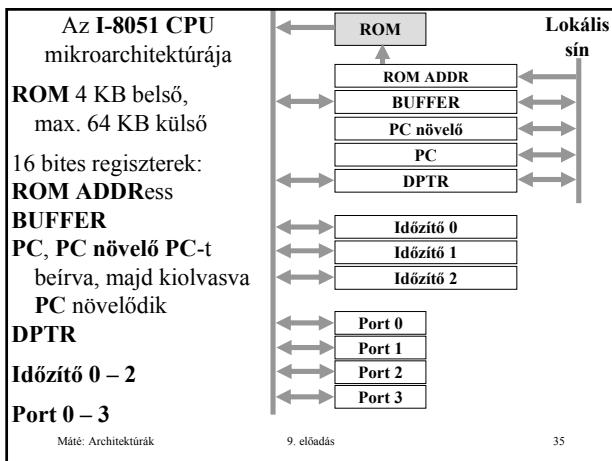 Az I-8051 CPU
mikroarchitektúrája
ROM 4 KB belső,
max. 64 KB külső
16 bites regiszterek:
ROM ADDRess
BUFFER
PC, PC növelő PC-t
beírva, majd kiolvasva
PC növelődik
DPTR
Időzítő 0 – 2
Port 0 – 3
ROM
Lokális
sín
ROM ADDR
BUFFER
PC növelő
PC
DPTR
Időzítő 0
Időzítő 1
Időzítő 2
Port 0
Port 1
Port 2
Port 3
Máté: Architektúrák 9. előadás 35